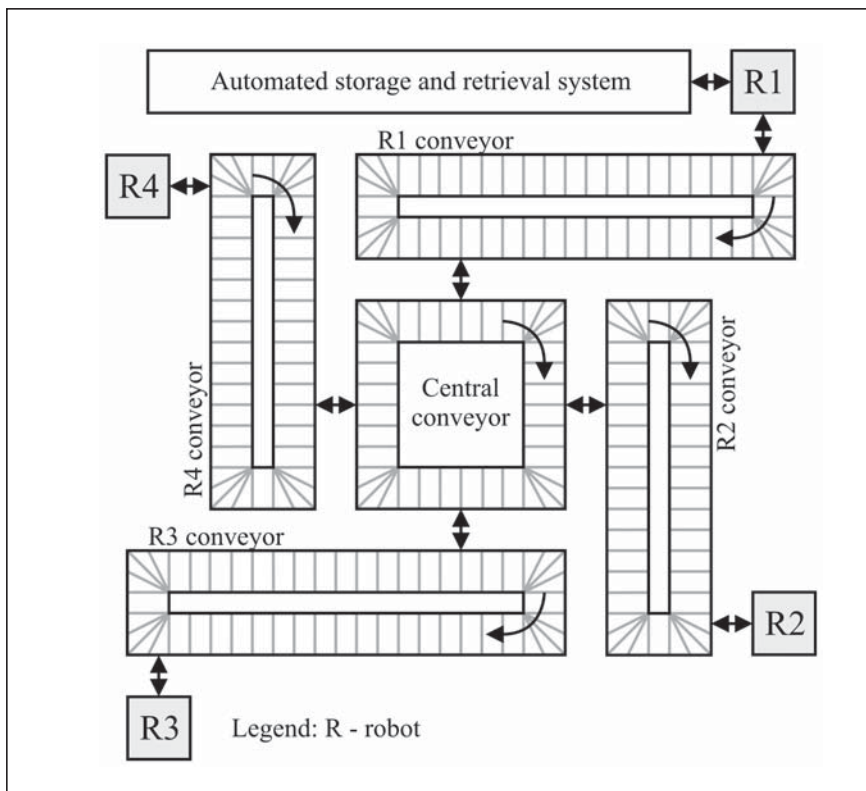 Automated storage and retrieval system
R1
R1 conveyor
R4
R4 conveyor
Central
conveyor
R2 conveyor
R3 conveyor
R2
R3
Legend: R - robot